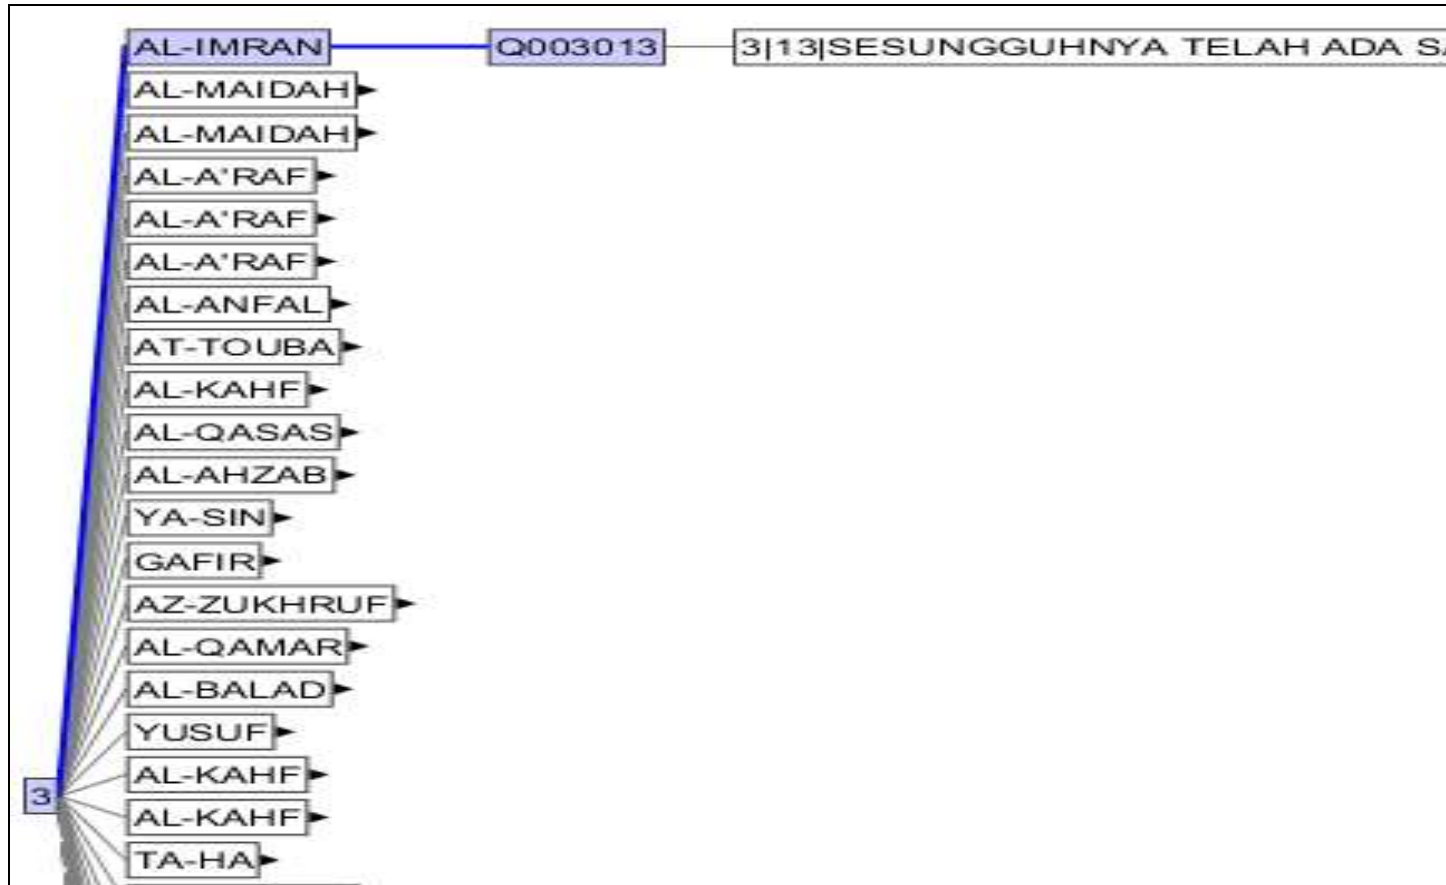 AL-IMRAN Q003013 3|13|SESUNGGUHNYA TELAH ADA
AL-MAIDAH
AL-MAIDAH
AL-A'RAF
AL-A'RAF
AL-A'RAF
AL-ANFAL
AT-TOUBA
AL-KAHF
AL-QASAS
AL-AHZAB
YA-SIN
GAFIR
AZ-ZUKHRUF
AL-QAMAR
AL-BALAD
YUSUF
3
AL-KAHF
AL-KAHF
TA-HA